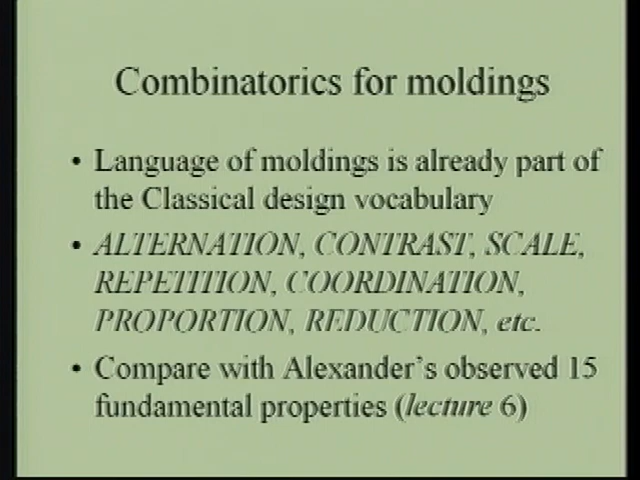 Combinatorics for moldings
• Language of moldings is already part of
the Classical design vocabulary
• ALTERNATION, CONTRAST, SCALE,
REPETITION, COORDINATION,
PROPORTION, REDUCTION, etc.
• Compare with Alexander's observed 15
fundamental properties (lecture 6)